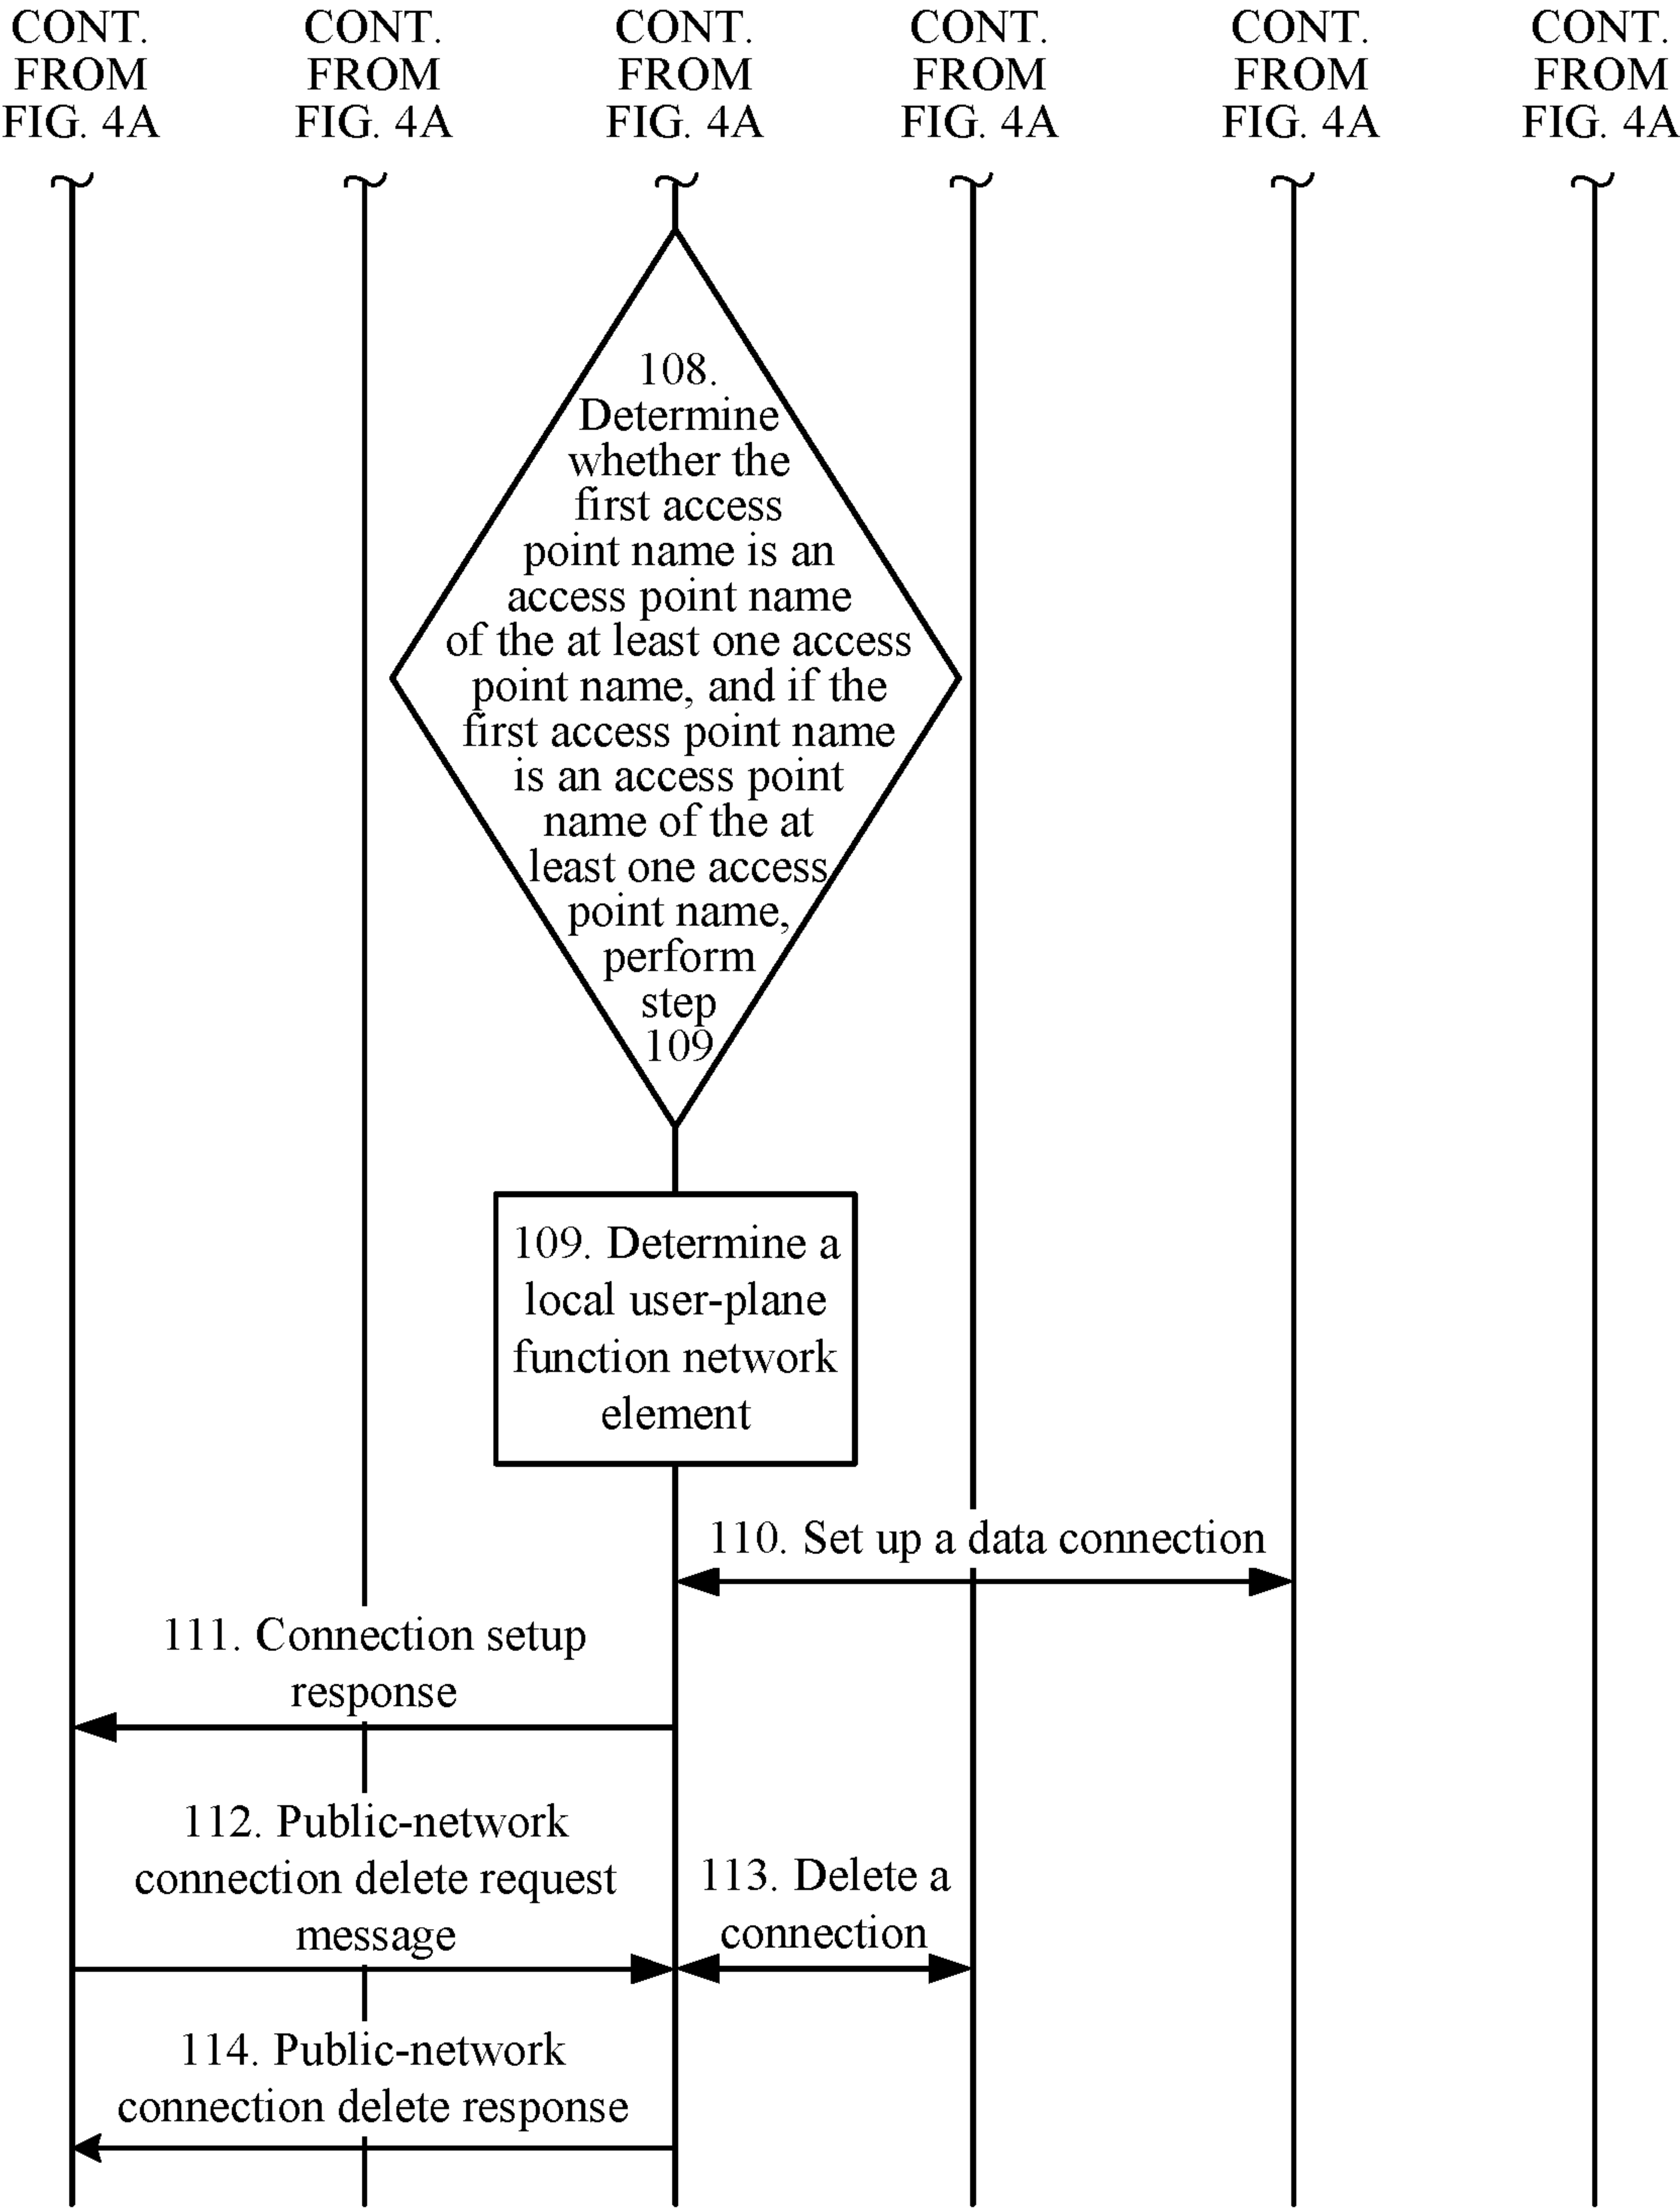 CONT.
FROM
FIG. 4A
CONT.
FROM
FIG. 4A
CONT.
FROM
FIG. 4A
CONT.
FROM
FIG. 4A
CONT.
FROM
FIG. 4A
CONT.
FROM
FIG. 4A
108.
Determine
whether the
first access
point name is an
access point name
of the at least one access
point name, and if the
first access point name
is an access point
name of the at
least one access
point name,
perform
step
109
109. Determine a
local user-plane
function network
element
110. Set up a data connection
111. Connection setup
response
112. Public-network
connection delete request
message
113. Delete a
connection
114. Public-network
connection delete response